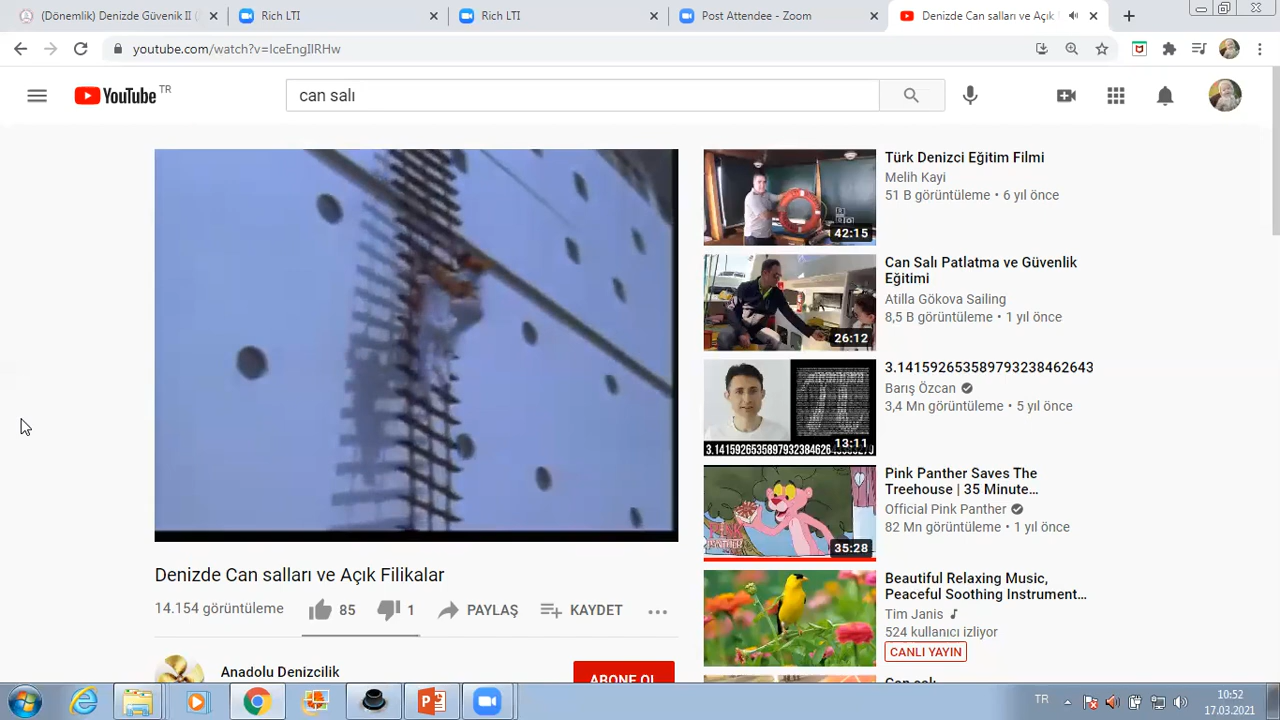 (Dönemlik) Denizde Güvenlik II (
Rich LTI
Rich LTI
Post Attendee - Zoom
Denizde Can salları ve Açık
youtube.com/watch?v=IceEngIlRHw
YouTube TR
can salı
Türk Denizci Eğitim Filmi
Melih Kayi
51 B görüntüleme • 6 yıl önce
42:15
Can Salı Patlatma ve Güvenlik
Eğitimi
Atilla Gökova Sailing
8,5 B görüntüleme • 1 yıl önce
26:12
3.141592653589793238462643
Barış Özcan
3,4 Mn görüntüleme • 5 yıl önce
13:11
Pink Panther Saves The
Treehouse | 35 Minute…
Official Pink Panther
82 Mn görüntüleme • 1 yıl önce
35:28
Beautiful Relaxing Music,
Peaceful Soothing Instrument…
Tim Janis
524 kullanıcı izliyor
CANLI YAYIN
Denizde Can salları ve Açık Filikalar
14.154 görüntüleme
85
1
PAYLAŞ
KAYDET
Anadolu Denizcilik
ABONE OL
Can salı
TR
10:52
17.03.2021